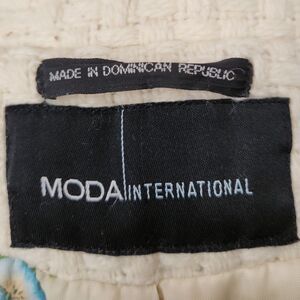 MADE IN DOMINICAN REPUBLIC
MODA INTERNATIONAL